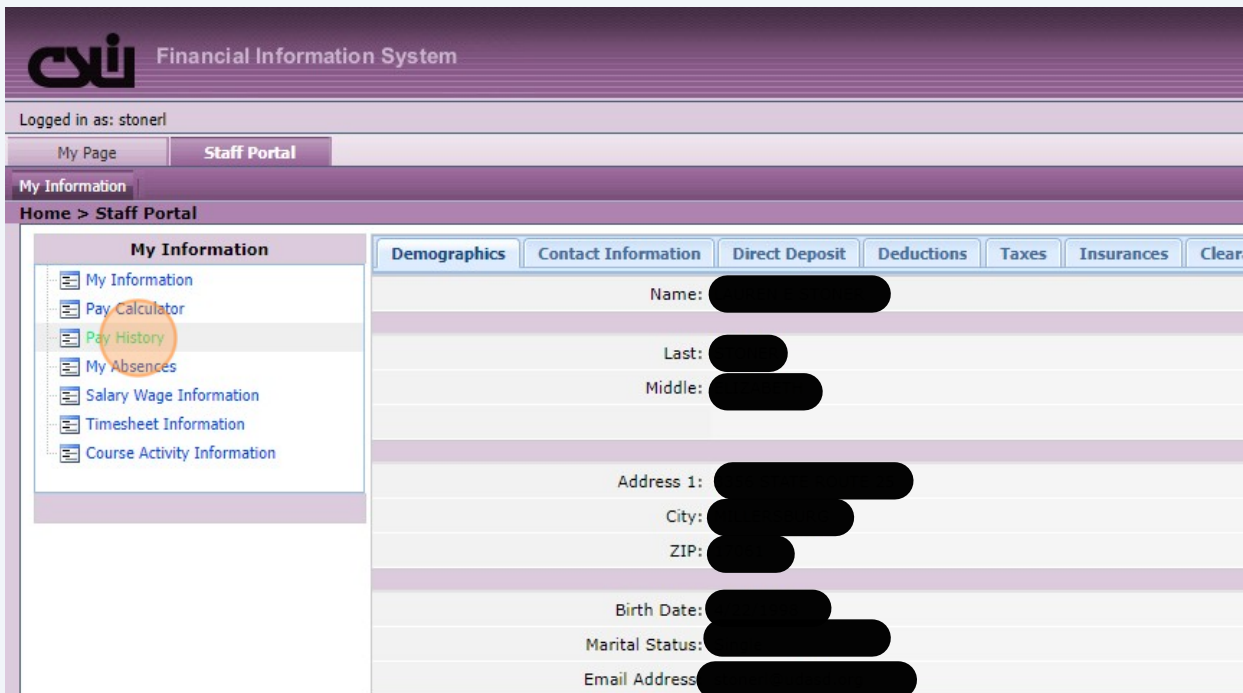 CSIU Financial Information System
Logged in as: stonerl
My Page Staff Portal
My Information
Home > Staff Portal
My Information
My Information
Pay Calculator
Pay History
My Absences
Salary Wage Information
Timesheet Information
Course Activity Information
Demographics Contact Information Direct Deposit Deductions Taxes Insurances Clear
Name:
Last:
Middle:
Address 1:
City:
ZIP:
Birth Date:
Marital Status:
Email Address